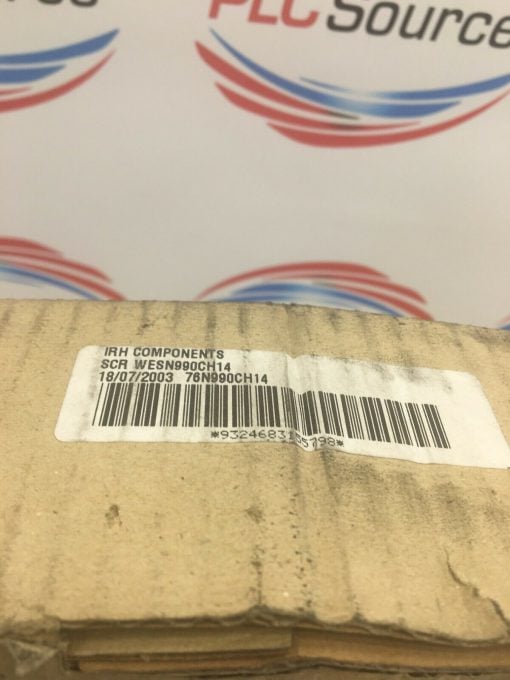 PLC Source
IRH COMPONENTS
SCR WESN990CH14
18/07/2003 76N990CH14